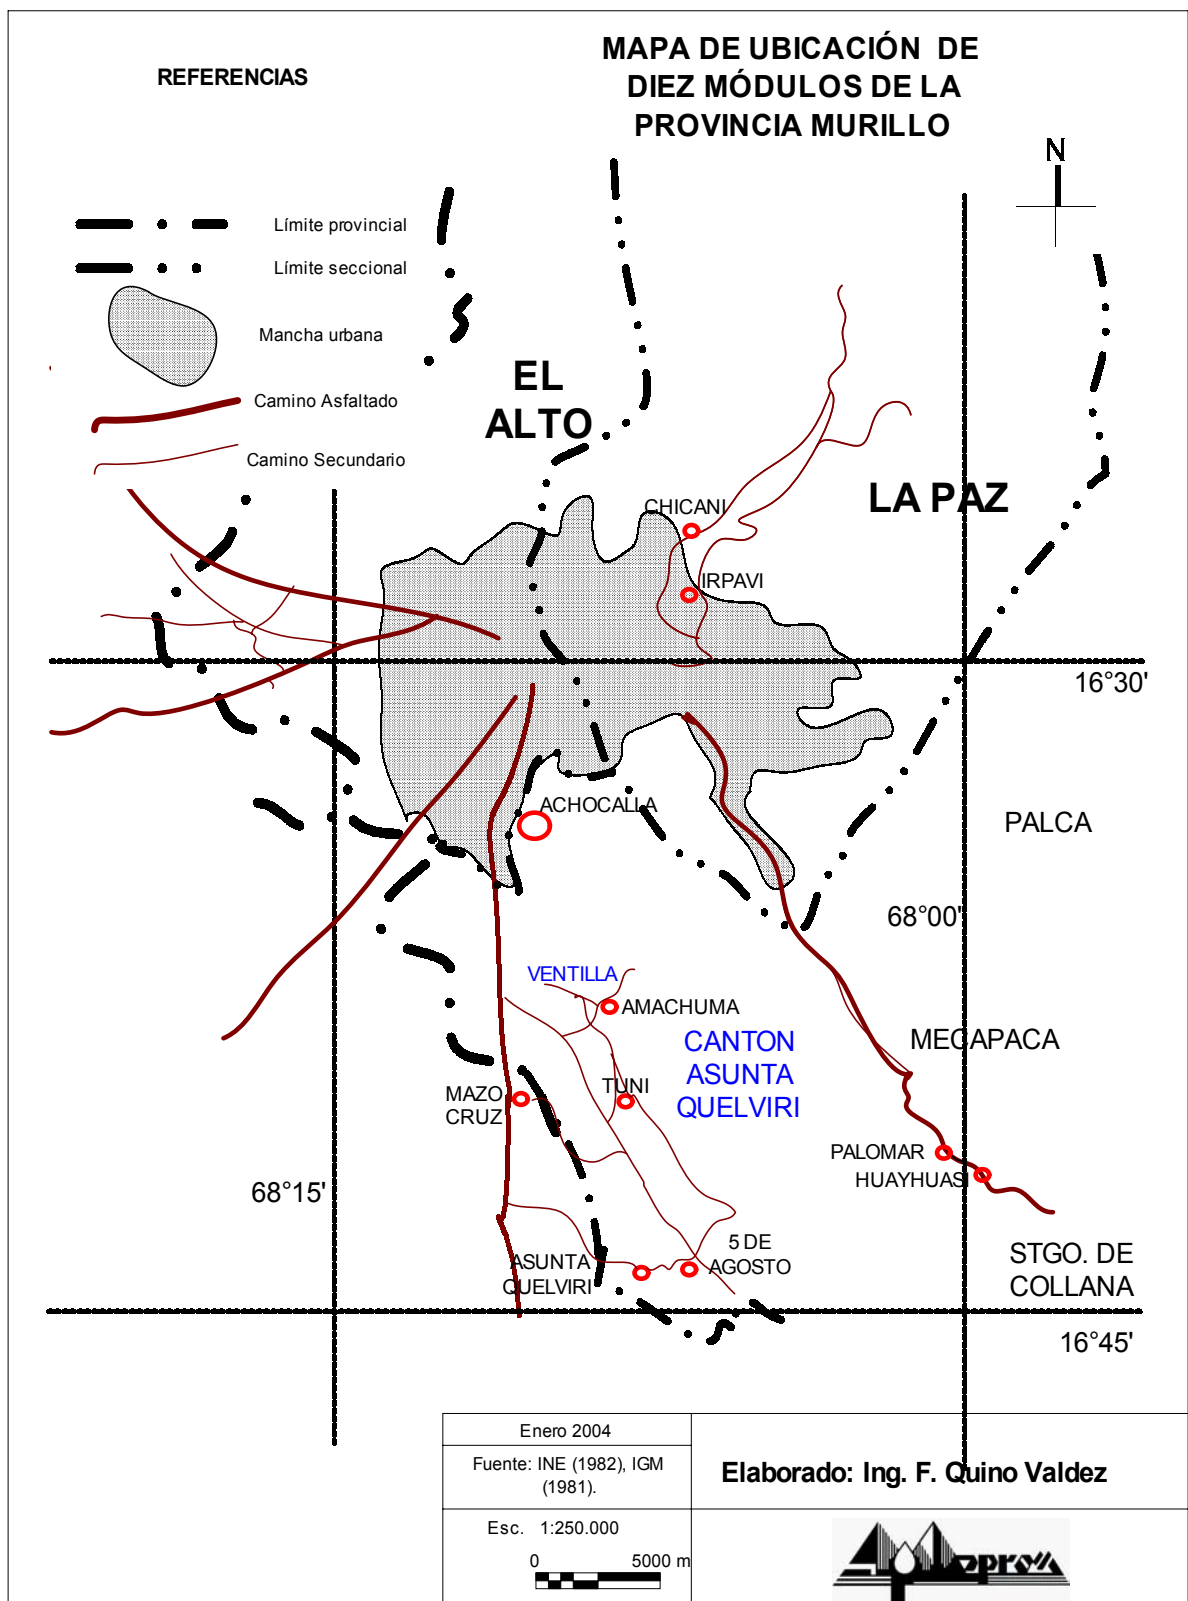 MAPA DE UBICACIÓN DE
DIEZ MÓDULOS DE LA
PROVINCIA MURILLO
REFERENCIAS
N
Límite provincial
Límite seccional
Mancha urbana
Camino Asfaltado
Camino Secundario
EL
ALTO
LA PAZ
CHICANI
IRPAVI
16°30'
ACHOCALLA
PALCA
68°00'
VENTILLA
AMACHUMA
CANTON
ASUNTA
QUELVIRI
MECAPACA
MAZO
CRUZ
TUNI
PALOMAR
HUAYHUASI
68°15'
5 DE
AGOSTO
ASUNTA
QUELVIRI
STGO. DE
COLLANA
16°45'
Enero 2004
Fuente: INE (1982), IGM
(1981).
Elaborado: Ing. F. Quino Valdez
Esc. 1:250.000
0 5000 m